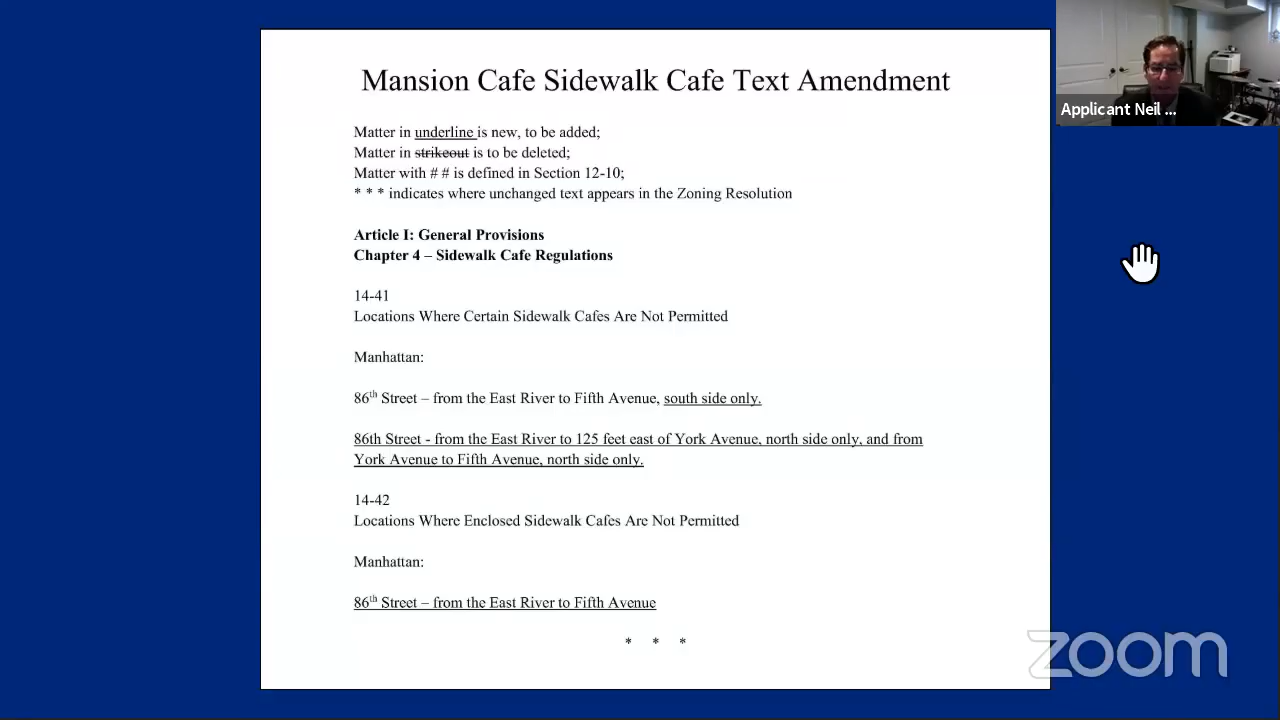 Mansion Cafe Sidewalk Cafe Text Amendment
Applicant Neil ...
Matter in underline is new, to be added;
Matter in strikeout is to be deleted;
Matter with # # is defined in Section 12-10;
* * * indicates where unchanged text appears in the Zoning Resolution
Article I: General Provisions
Chapter 4 – Sidewalk Cafe Regulations
14-41
Locations Where Certain Sidewalk Cafes Are Not Permitted
Manhattan:
86th Street – from the East River to Fifth Avenue, south side only.
86th Street - from the East River to 125 feet east of York Avenue, north side only, and from
York Avenue to Fifth Avenue, north side only.
14-42
Locations Where Enclosed Sidewalk Cafes Are Not Permitted
Manhattan:
86th Street – from the East River to Fifth Avenue
* * *
zoom